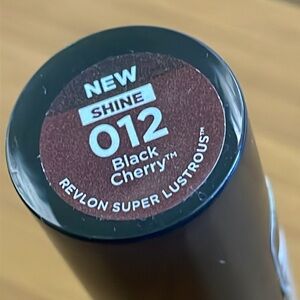 NEW
SHINE
012
Black
Cherry™
REVLON SUPER LUSTROUS™